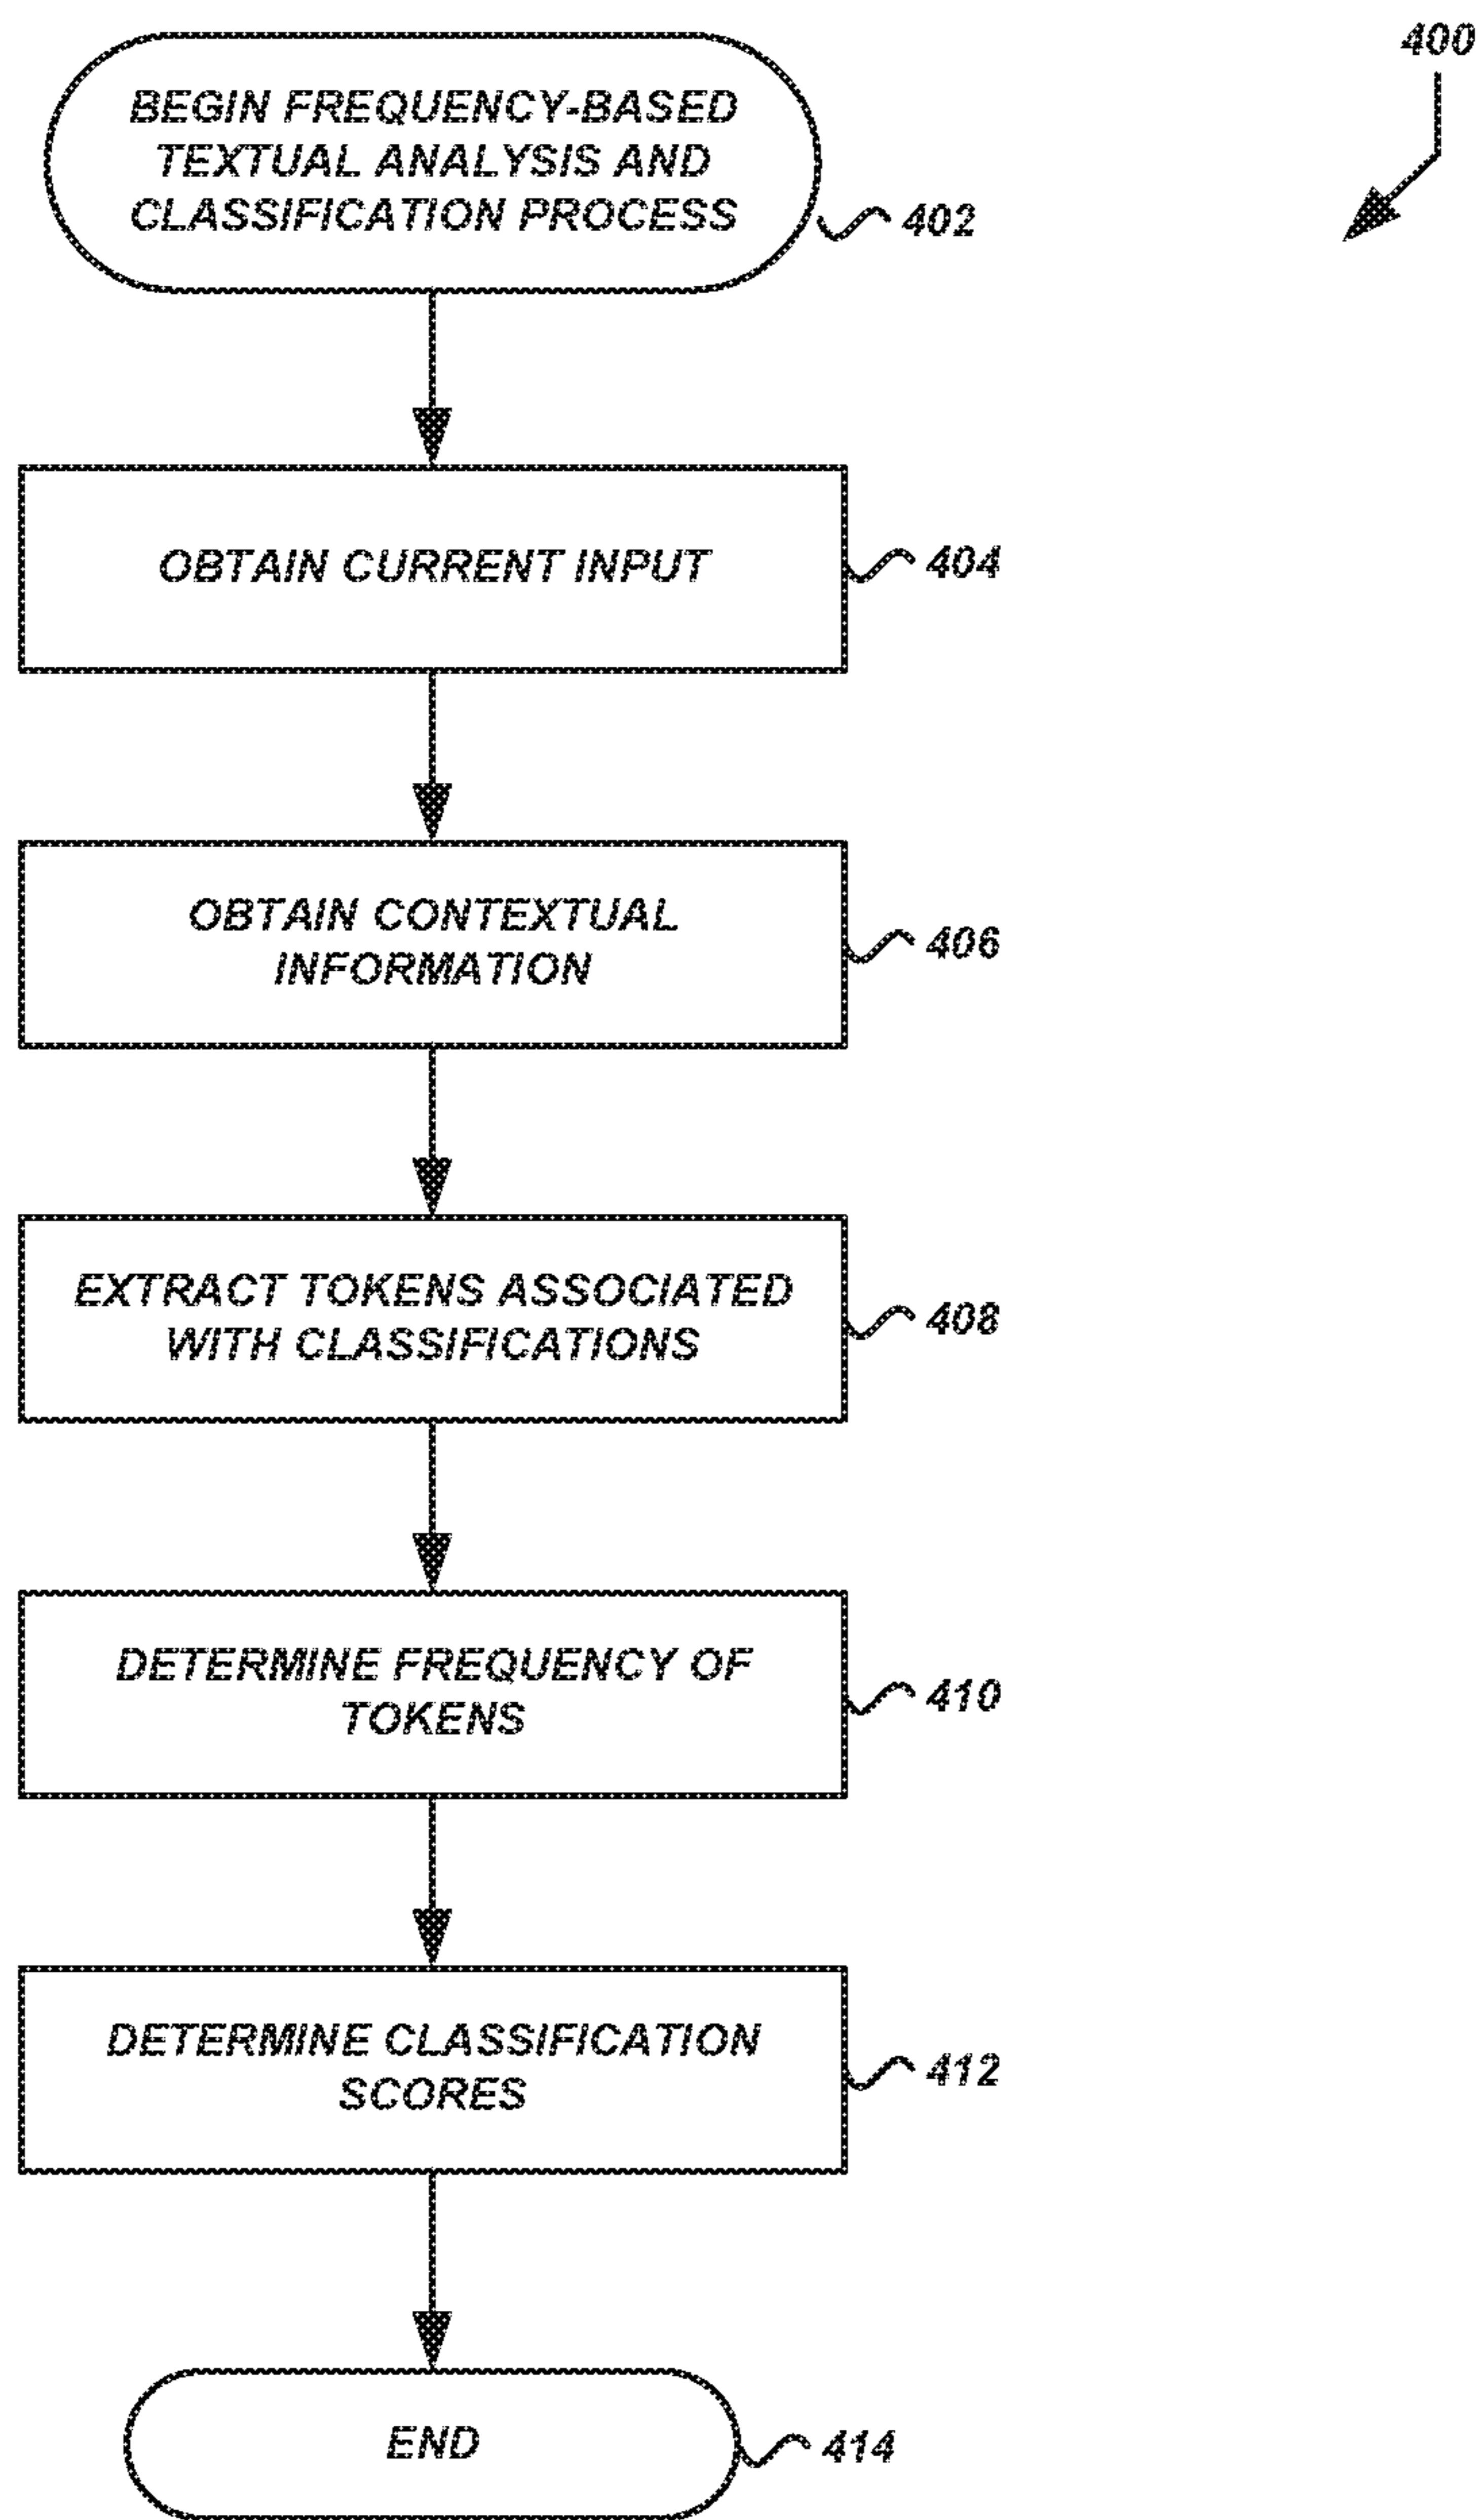 400
BEGIN FREQUENCY-BASED
TEXTUAL ANALYSIS AND
CLASSIFICATION PROCESS
402
OBTAIN CURRENT INPUT
404
OBTAIN CONTEXTUAL
INFORMATION
406
EXTRACT TOKENS ASSOCIATED
WITH CLASSIFICATIONS
408
DETERMINE FREQUENCY OF
TOKENS
410
DETERMINE CLASSIFICATION
SCORES
412
END
414